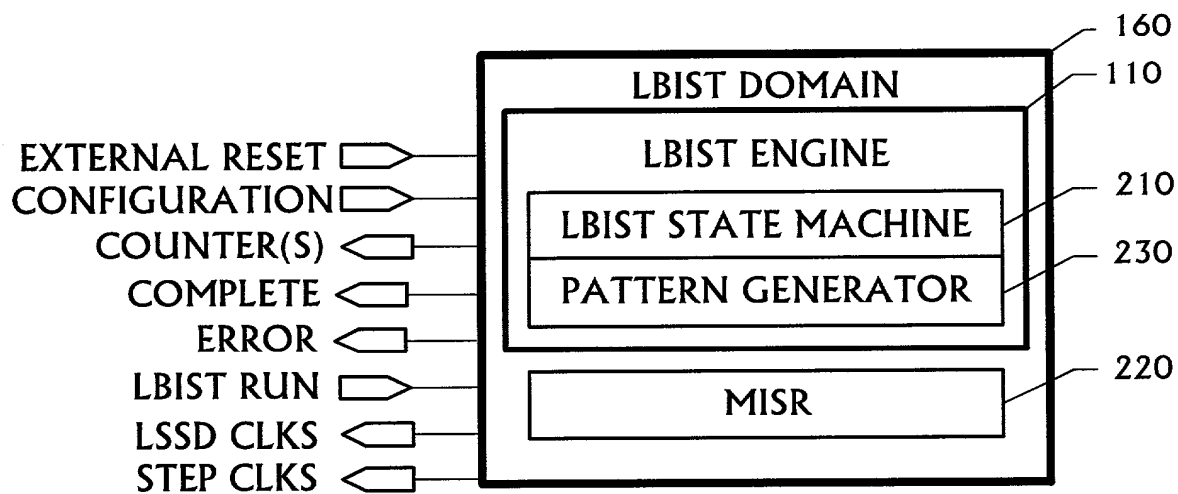 160
LBIST DOMAIN
110
EXTERNAL RESET
LBIST ENGINE
CONFIGURATION
210
LBIST STATE MACHINE
COUNTER(S)
230
COMPLETE
PATTERN GENERATOR
ERROR
LBIST RUN
220
MISR
LSSD CLKS
STEP CLKS